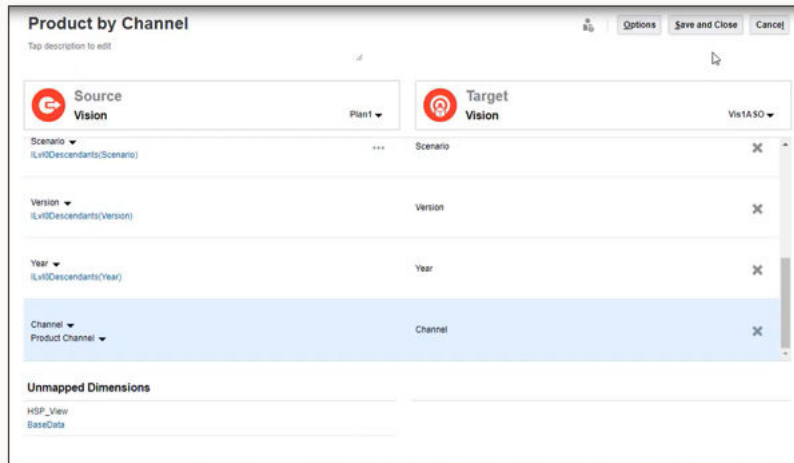 Product by Channel
Options Save and Close Cancel
Tap description to edit
Source
Vision Plan1
Target
Vision Vis1ASO
Scenario Scenario
ILvl0Descendants(Scenario)
Version Version
ILvl0Descendants(Version)
Year Year
ILvl0Descendants(Year)
Channel Channel
Product Channel
Unmapped Dimensions
HSP_View
BaseData